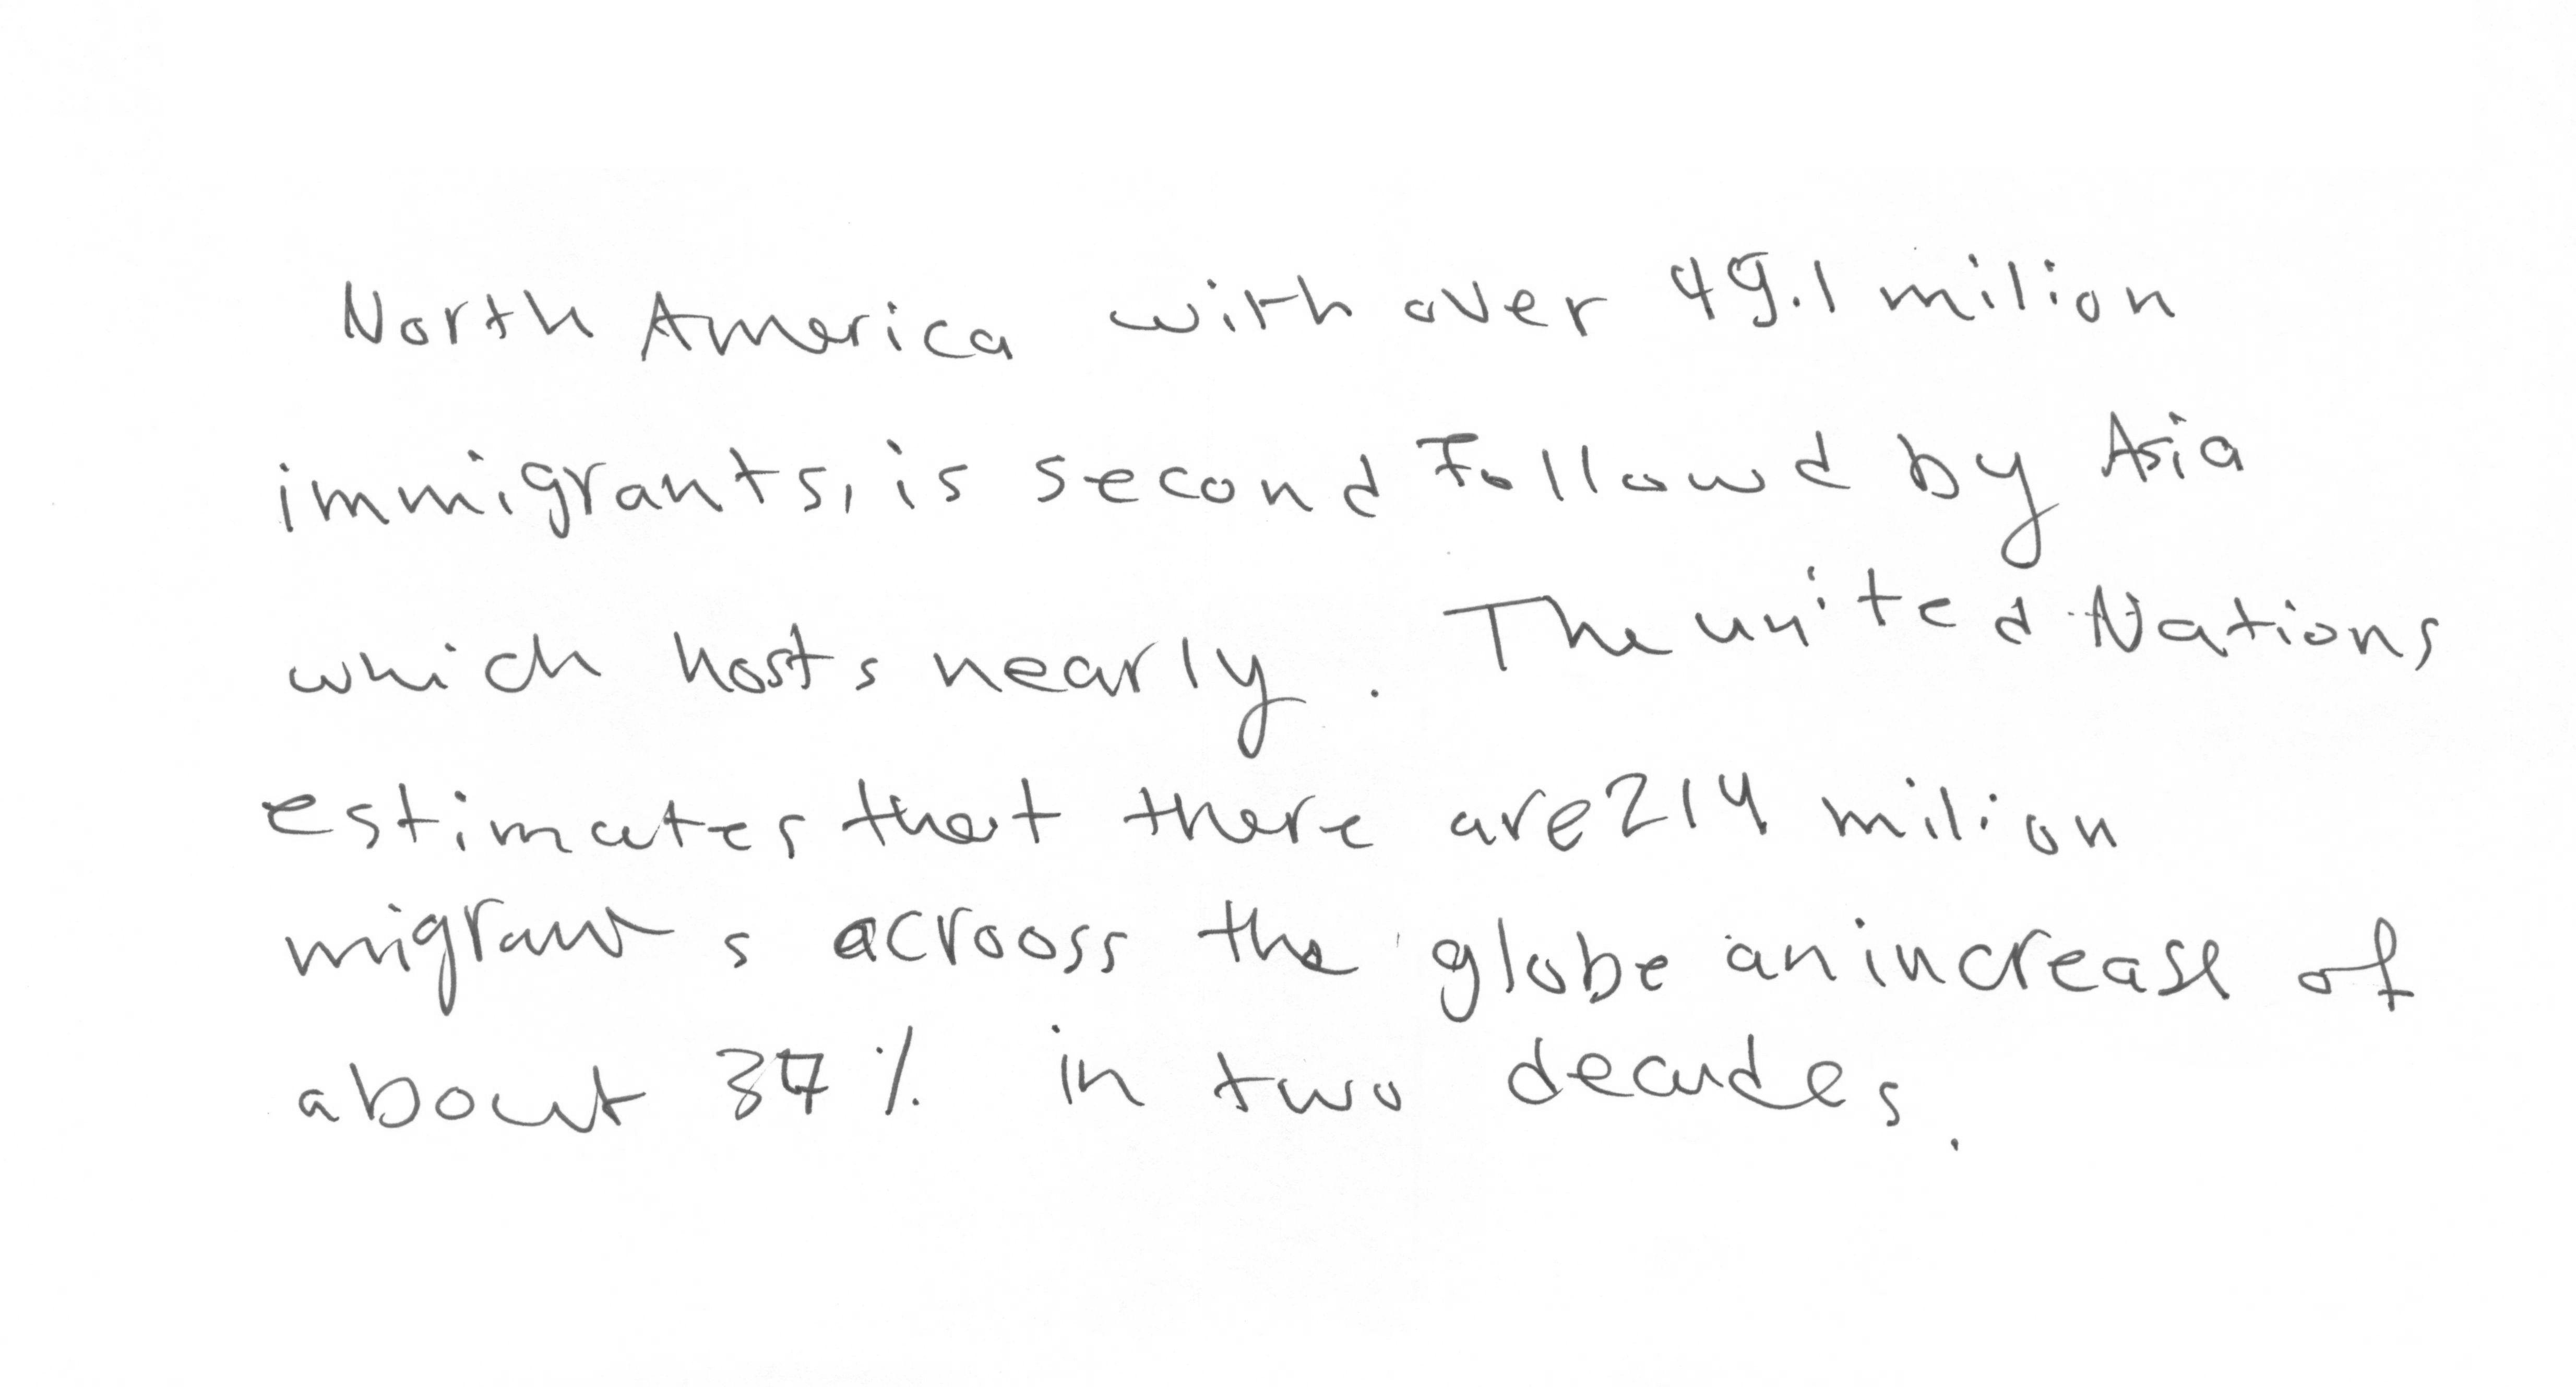 North America with over 49.1 milion
immigrants, is second Followd by Asia
which hosts nearly. The united Nations
estimates that there are 214 milion
migrants acrooss the globe an increase of
about 37% in two decades.